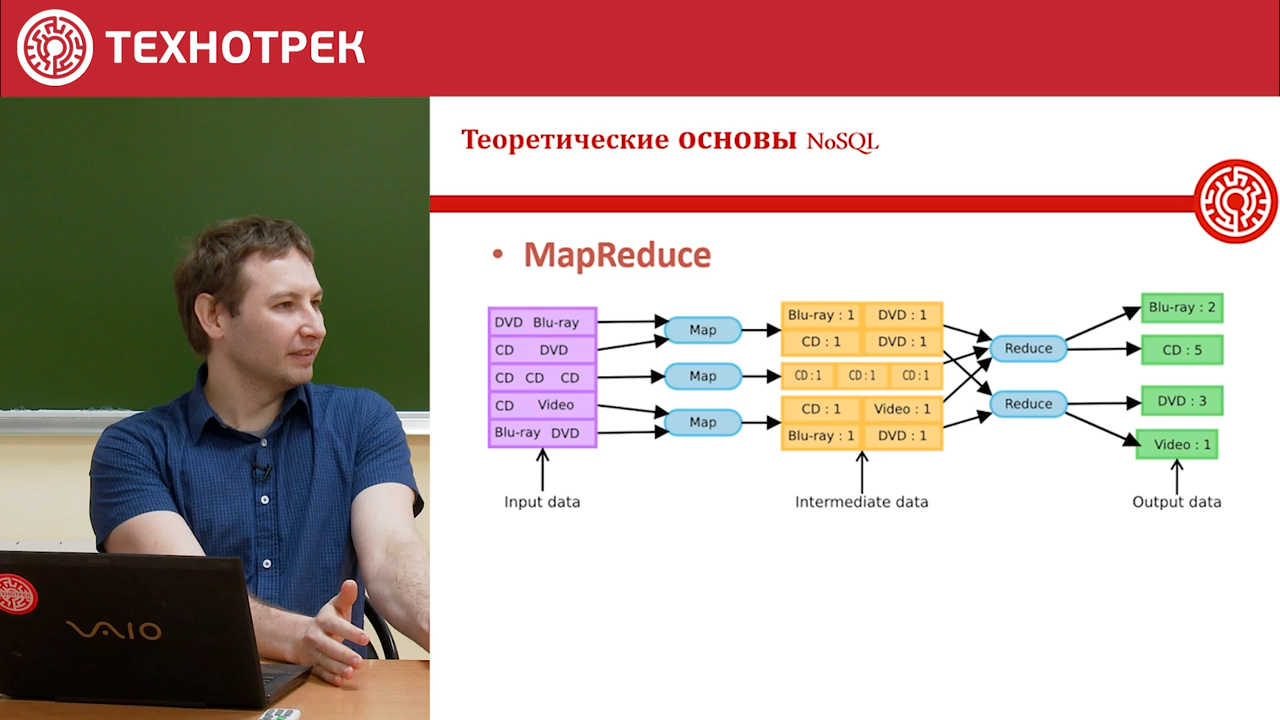 ТЕХНОТРЕК
Теоретические основы NoSQL
• MapReduce
DVD Blu-ray
CD DVD
CD CD CD
CD Video
Blu-ray DVD
Input data
Map
Map
Map
Blu-ray : 1 DVD : 1
CD : 1 DVD : 1
CD:1 CD:1 CD:1
CD : 1 Video : 1
Blu-ray : 1 DVD : 1
Intermediate data
Reduce
Reduce
Blu-ray : 2
CD : 5
DVD : 3
Video : 1
Output data
VAIO